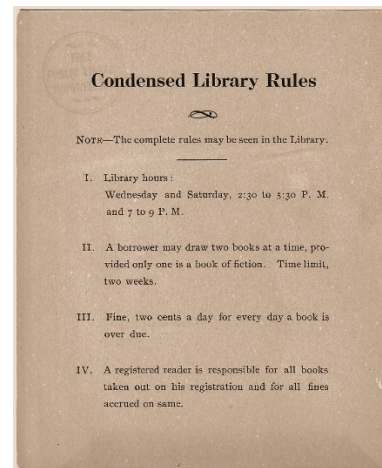 Condensed Library Rules
NOTE—The complete rules may be seen in the Library.
I. Library hours :
Wednesday and Saturday, 2:30 to 5:30 P. M.
and 7 to 9 P. M.
II. A borrower may draw two books at a time, pro-
vided only one is a book of fiction. Time limit,
two weeks.
III. Fine, two cents a day for every day a book is
over due.
IV. A registered reader is responsible for all books
taken out on his registration and for all fines
accrued on same.